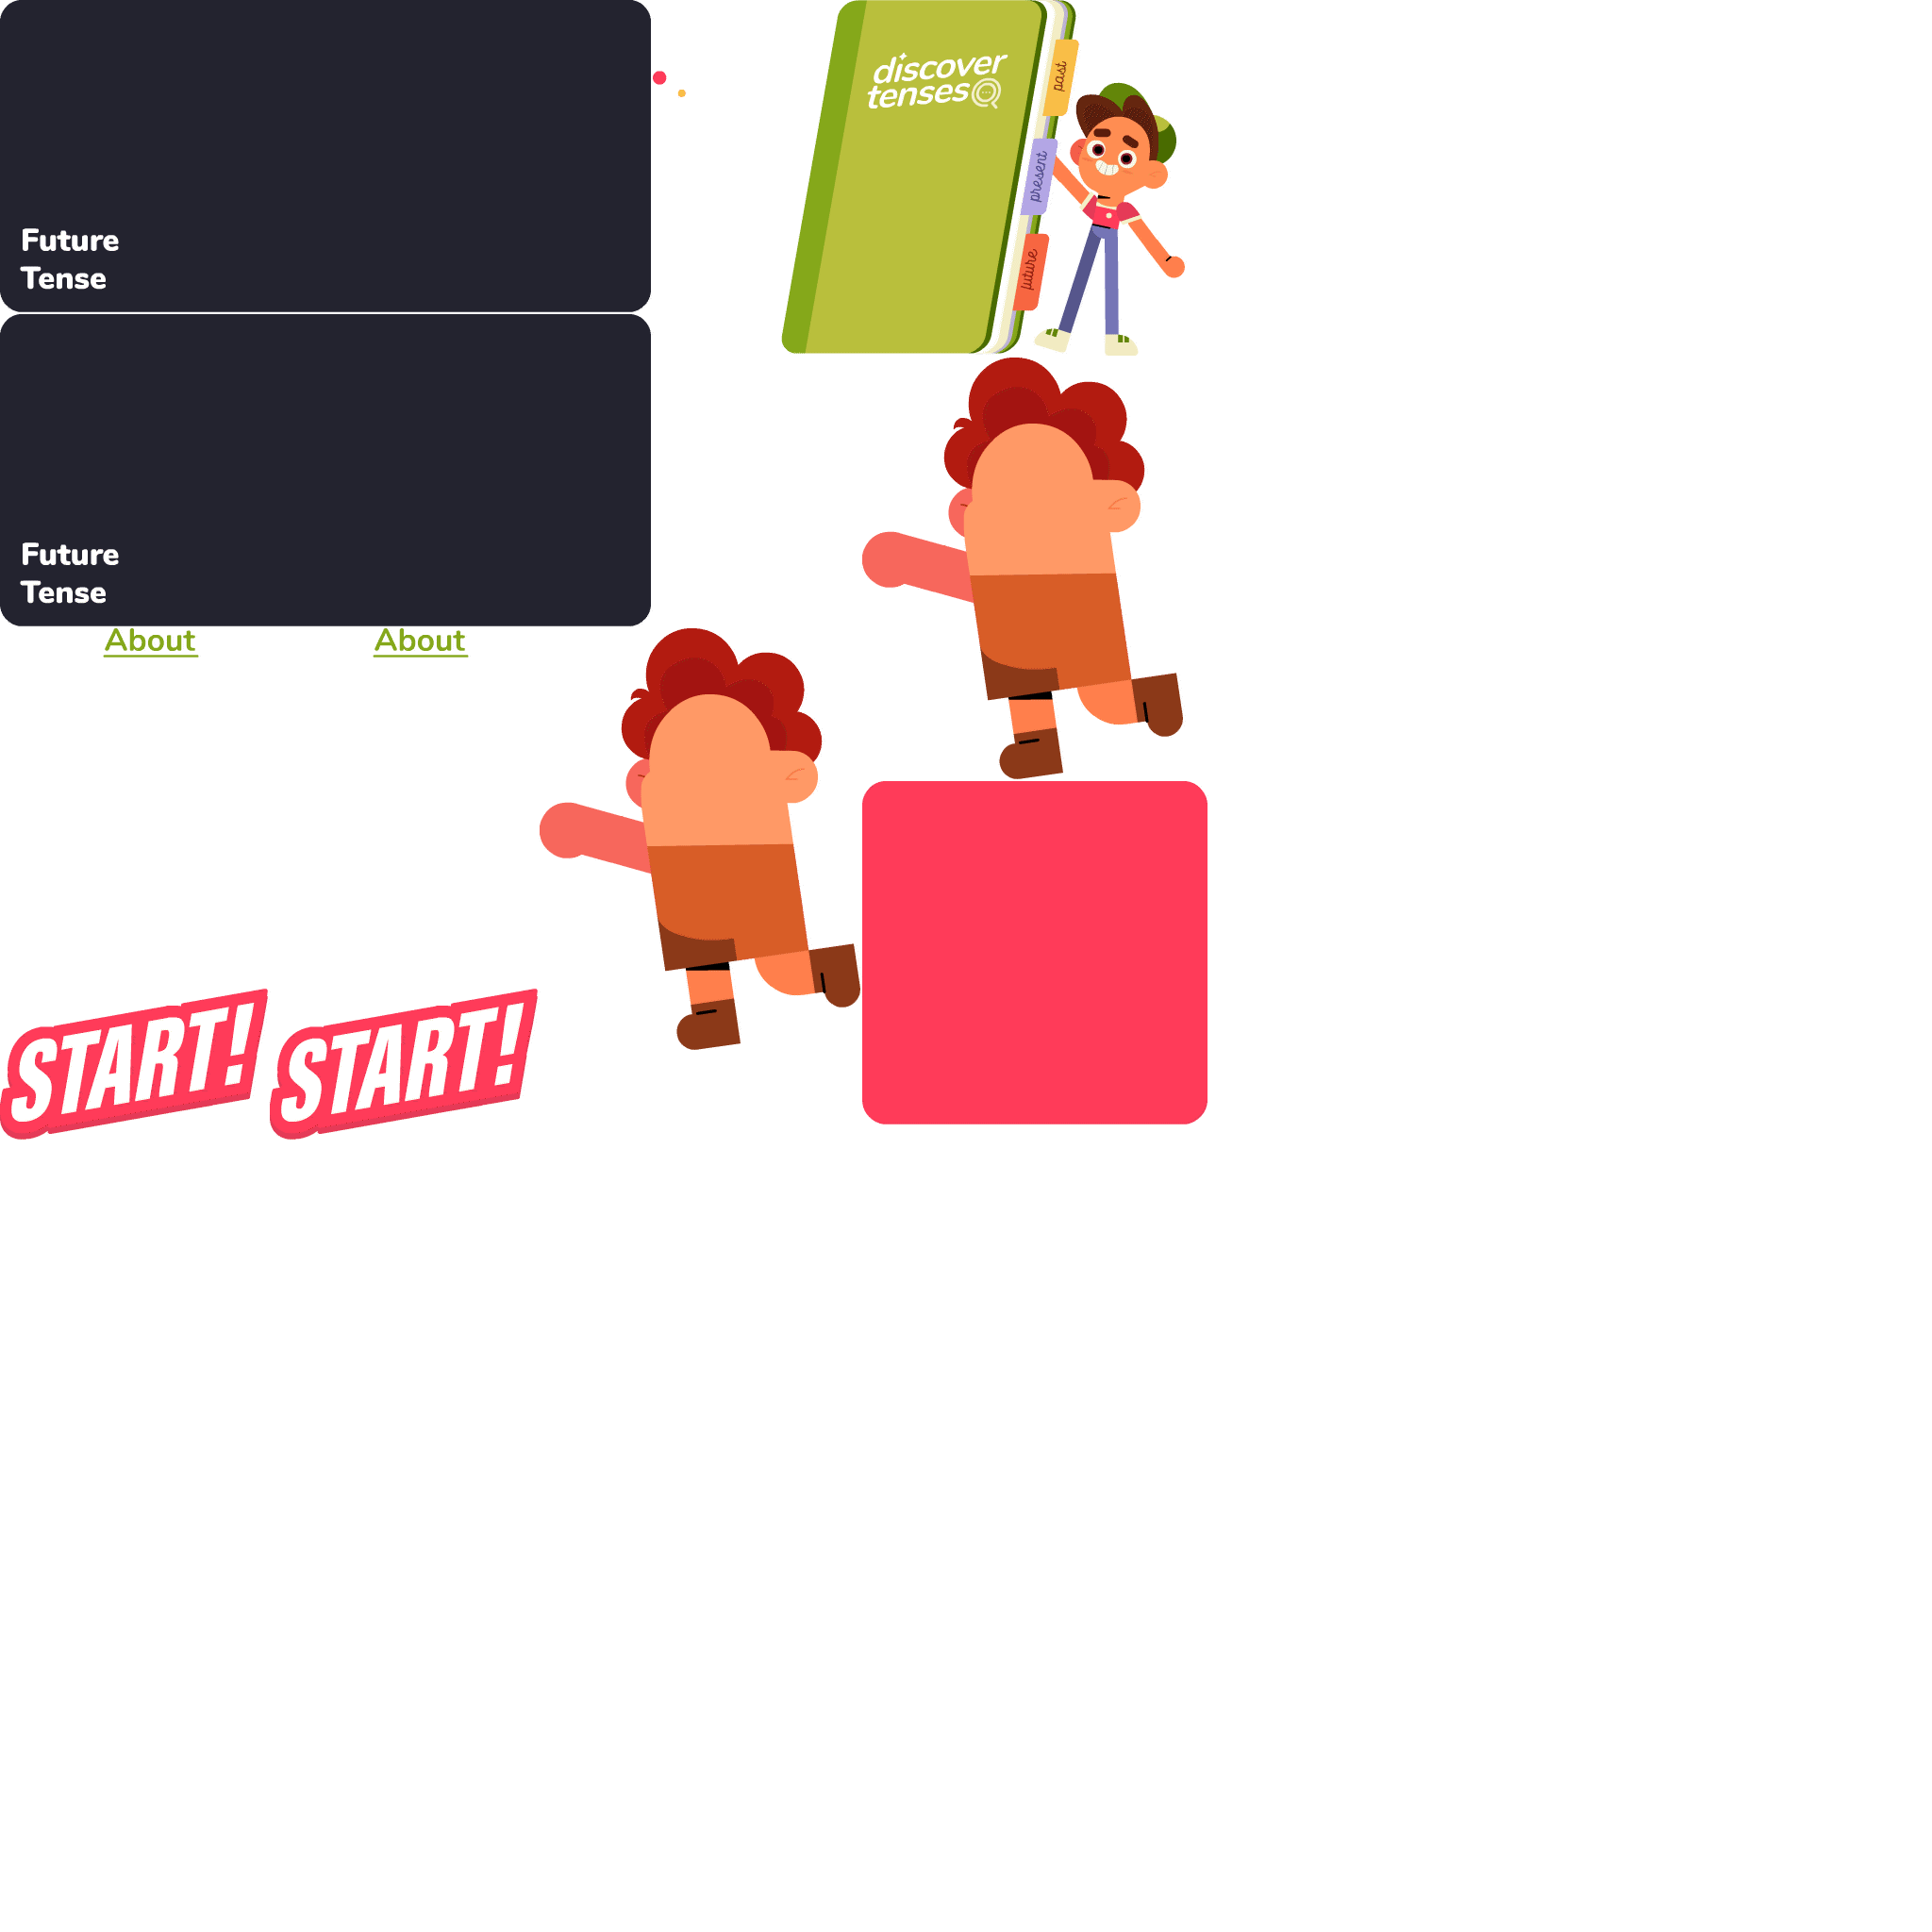 Future
Tense
discover
tenses
past
present
future
Future
Tense
About
About
START!
START!